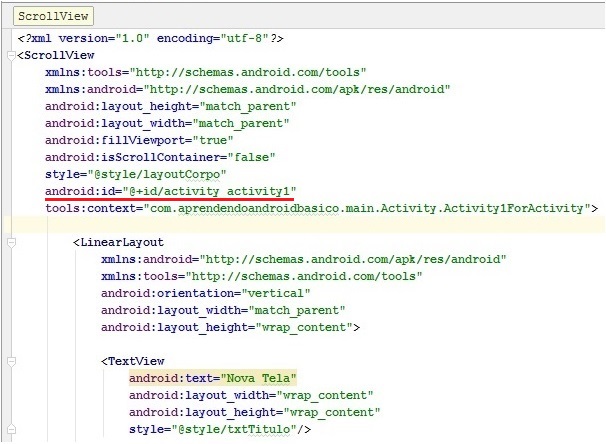 ScrollView
<?xml version="1.0" encoding="utf-8"?>
<ScrollView
xmlns:tools="http://schemas.android.com/tools"
xmlns:android="http://schemas.android.com/apk/res/android"
android:layout_height="match_parent"
android:layout_width="match_parent"
android:fillViewport="true"
android:isScrollContainer="false"
style="@style/layoutCorpo"
android:id="@+id/activity_activity1"
tools:context="com.aprendendoandroidbasico.main.Activity.Activity1ForActivity">
<LinearLayout
xmlns:android="http://schemas.android.com/apk/res/android"
xmlns:tools="http://schemas.android.com/tools"
android:orientation="vertical"
android:layout_width="match_parent"
android:layout_height="wrap_content">
<TextView
android:text="Nova Tela"
android:layout_width="wrap_content"
android:layout_height="wrap_content"
style="@style/txtTitulo"/>